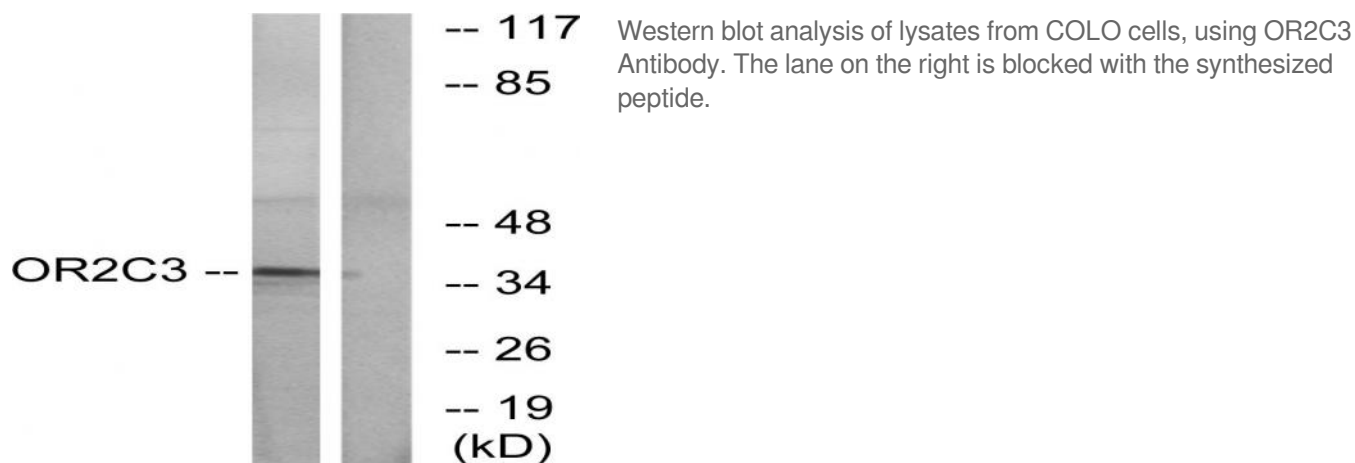 -- 117
-- 85
-- 48
OR2C3 --
-- 34
-- 26
-- 19
(kD)
Western blot analysis of lysates from COLO cells, using OR2C3
Antibody. The lane on the right is blocked with the synthesized
peptide.